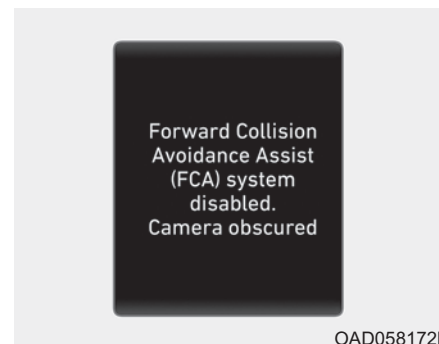 Forward Collision
Avoidance Assist
(FCA) system
disabled.
Camera obscured
OAD058172L